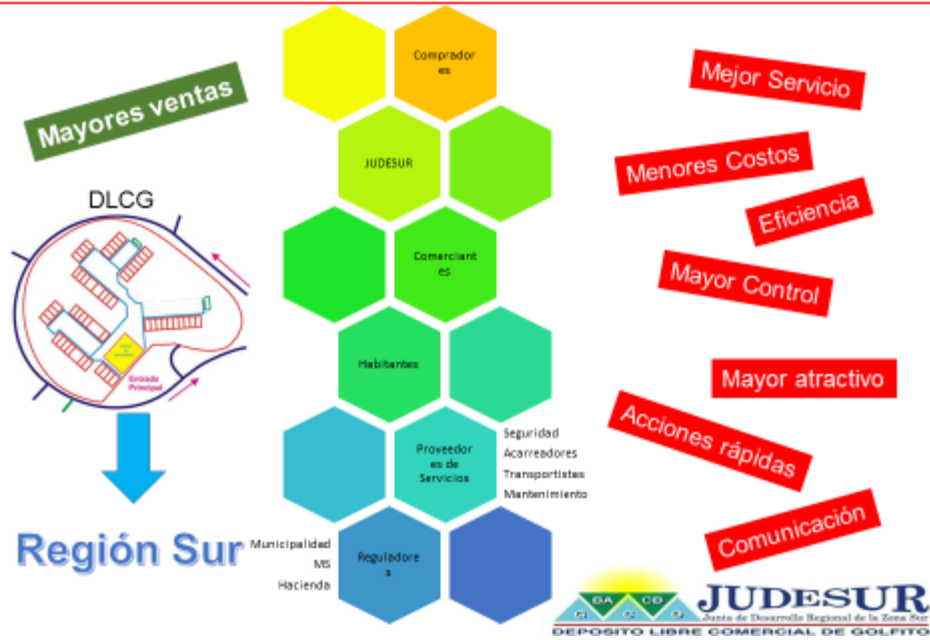 Mayores ventas
DLCG
Entrada
Principal
Región Sur
Comprador
es
JUDESUR
Comerciant
es
Habitantes
Proveedor
es de
Servicios
Seguridad
Acarreadores
Transportistas
Mantenimiento
Municipalidad
MS
Hacienda
Reguladore
s
Mejor Servicio
Menores Costos
Eficiencia
Mayor Control
Mayor atractivo
Acciones rápidas
Comunicación
JUDESUR
Junta de Desarrollo Regional de la Zona Sur
DEPOSITO LIBRE COMERCIAL DE GOLFITO